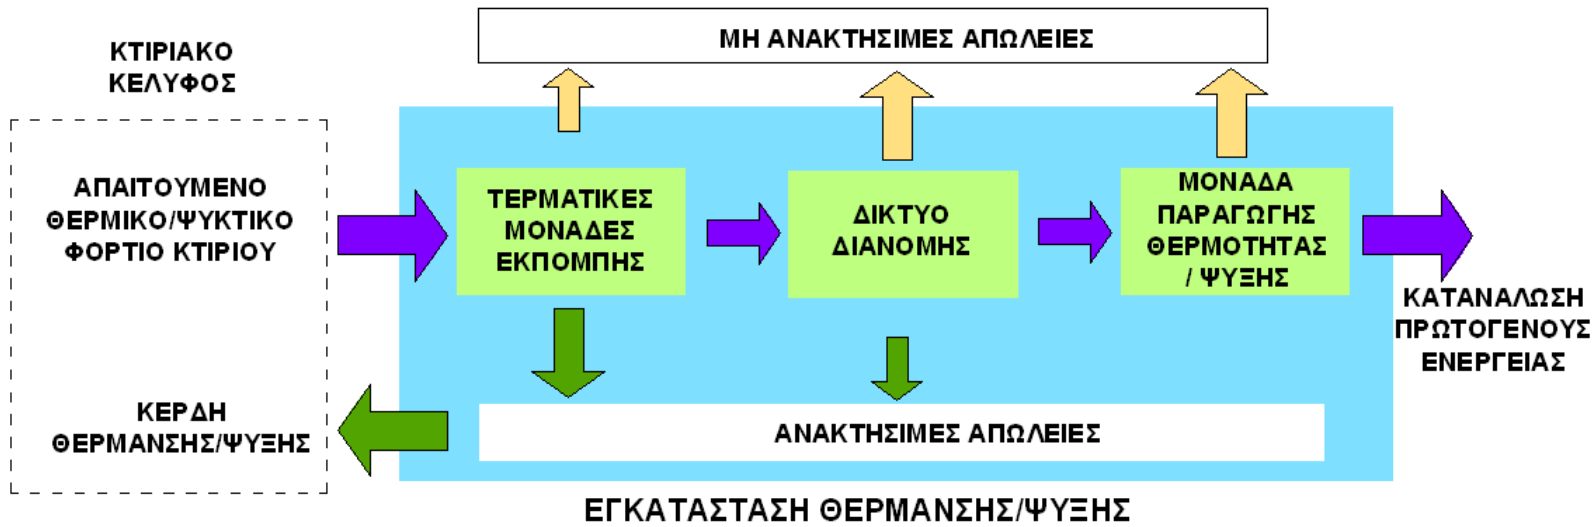 ΜΗ ΑΝΑΚΤΗΣΙΜΕΣ ΑΠΩΛΕΙΕΣ
ΚΤΙΡΙΑΚΟ
ΚΕΛΥΦΟΣ
ΑΠΑΙΤΟΥΜΕΝΟ
ΘΕΡΜΙΚΟ/ΨΥΚΤΙΚΟ
ΦΟΡΤΙΟ ΚΤΙΡΙΟΥ
ΤΕΡΜΑΤΙΚΕΣ
ΜΟΝΑΔΕΣ
ΕΚΠΟΜΠΗΣ
ΔΙΚΤΥΟ
ΔΙΑΝΟΜΗΣ
ΜΟΝΑΔΑ
ΠΑΡΑΓΩΓΗΣ
ΘΕΡΜΟΤΗΤΑΣ
/ ΨΥΞΗΣ
ΚΑΤΑΝΑΛΩΣΗ
ΠΡΩΤΟΓΕΝΟΥΣ
ΕΝΕΡΓΕΙΑΣ
ΚΕΡΔΗ
ΘΕΡΜΑΝΣΗΣ/ΨΥΞΗΣ
ΑΝΑΚΤΗΣΙΜΕΣ ΑΠΩΛΕΙΕΣ
ΕΓΚΑΤΑΣΤΑΣΗ ΘΕΡΜΑΝΣΗΣ/ΨΥΞΗΣ